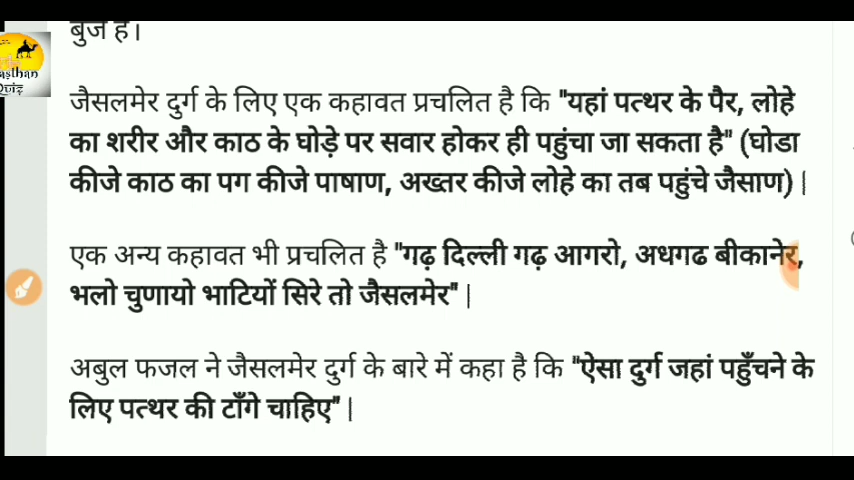 बुर्ज है।
asthan
Quiz
जैसलमेर दुर्ग के लिए एक कहावत प्रचलित है कि "यहां पत्थर के पैर, लोहे
का शरीर और काठ के घोड़े पर सवार होकर ही पहुंचा जा सकता है" (घोडा
कीजे काठ का पग कीजे पाषाण, अख्तर कीजे लोहे का तब पहुंचे जैसाण) |
एक अन्य कहावत भी प्रचलित है "गढ़ दिल्ली गढ़ आगरो, अधगढ बीकानेर,
भलो चुणायो भाटियों सिरे तो जैसलमेर" |
अबुल फजल ने जैसलमेर दुर्ग के बारे में कहा है कि "ऐसा दुर्ग जहां पहुँचने के
लिए पत्थर की टाँगे चाहिए" |